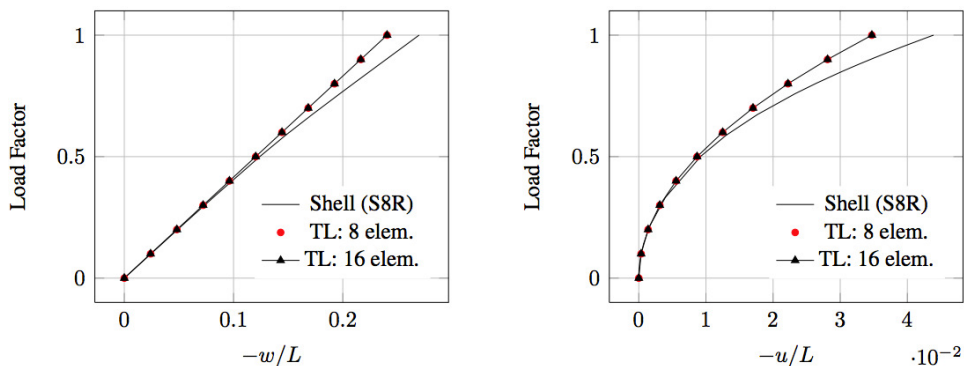 1
0.5
0
Load Factor
Shell (S8R)
TL: 8 elem.
TL: 16 elem.
0
0.1
0.2
−w/L
1
0.5
0
Load Factor
Shell (S8R)
TL: 8 elem.
TL: 16 elem.
0
1
2
3
4
−u/L
·10−2